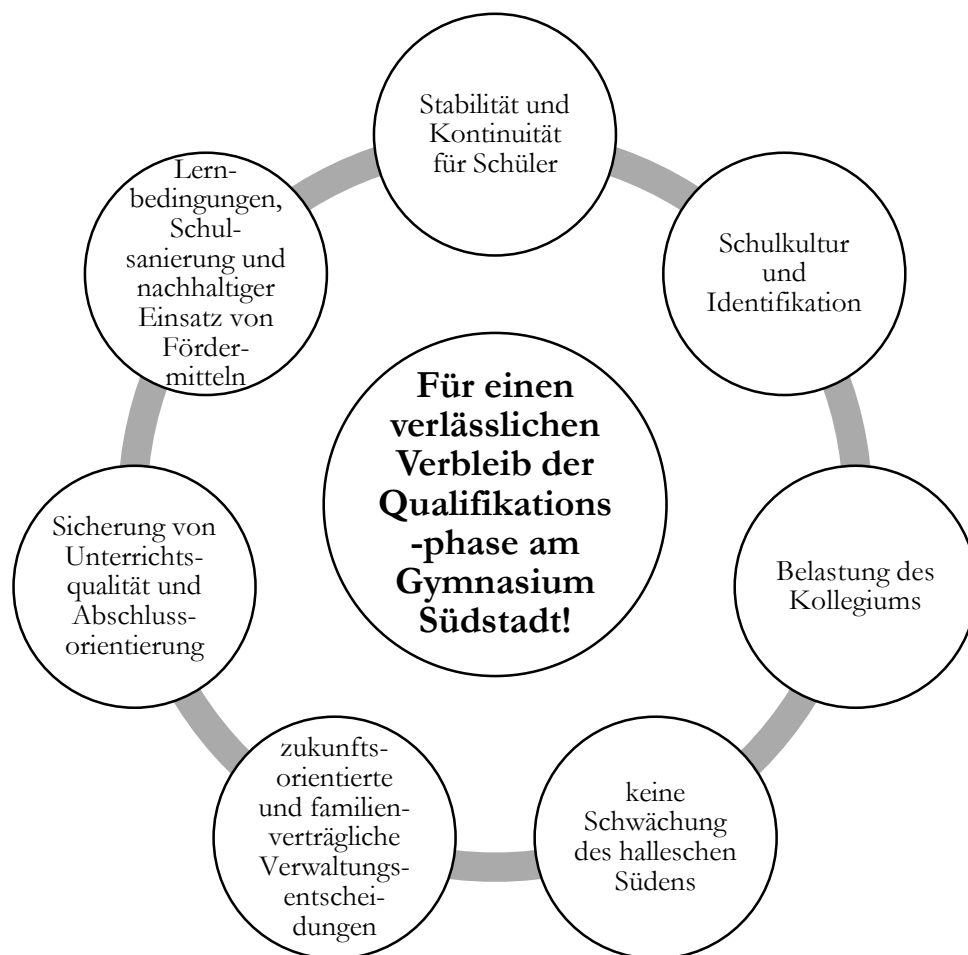 Stabilität und
Kontinuität
für Schüler
Schulkultur
und
Identifikation
Belastung des
Kollegiums
keine
Schwächung
des halleschen
Südens
zukunfts-
orientierte
und familien-
verträgliche
Verwaltungs-
entschei-
dungen
Sicherung von
Unterrichts-
qualität und
Abschluss-
orientierung
Lern-
bedingungen,
Schul-
sanierung und
nachhaltiger
Einsatz von
Förder-
mitteln
Für einen
verlässlichen
Verbleib der
Qualifikations
-phase am
Gymnasium
Südstadt!